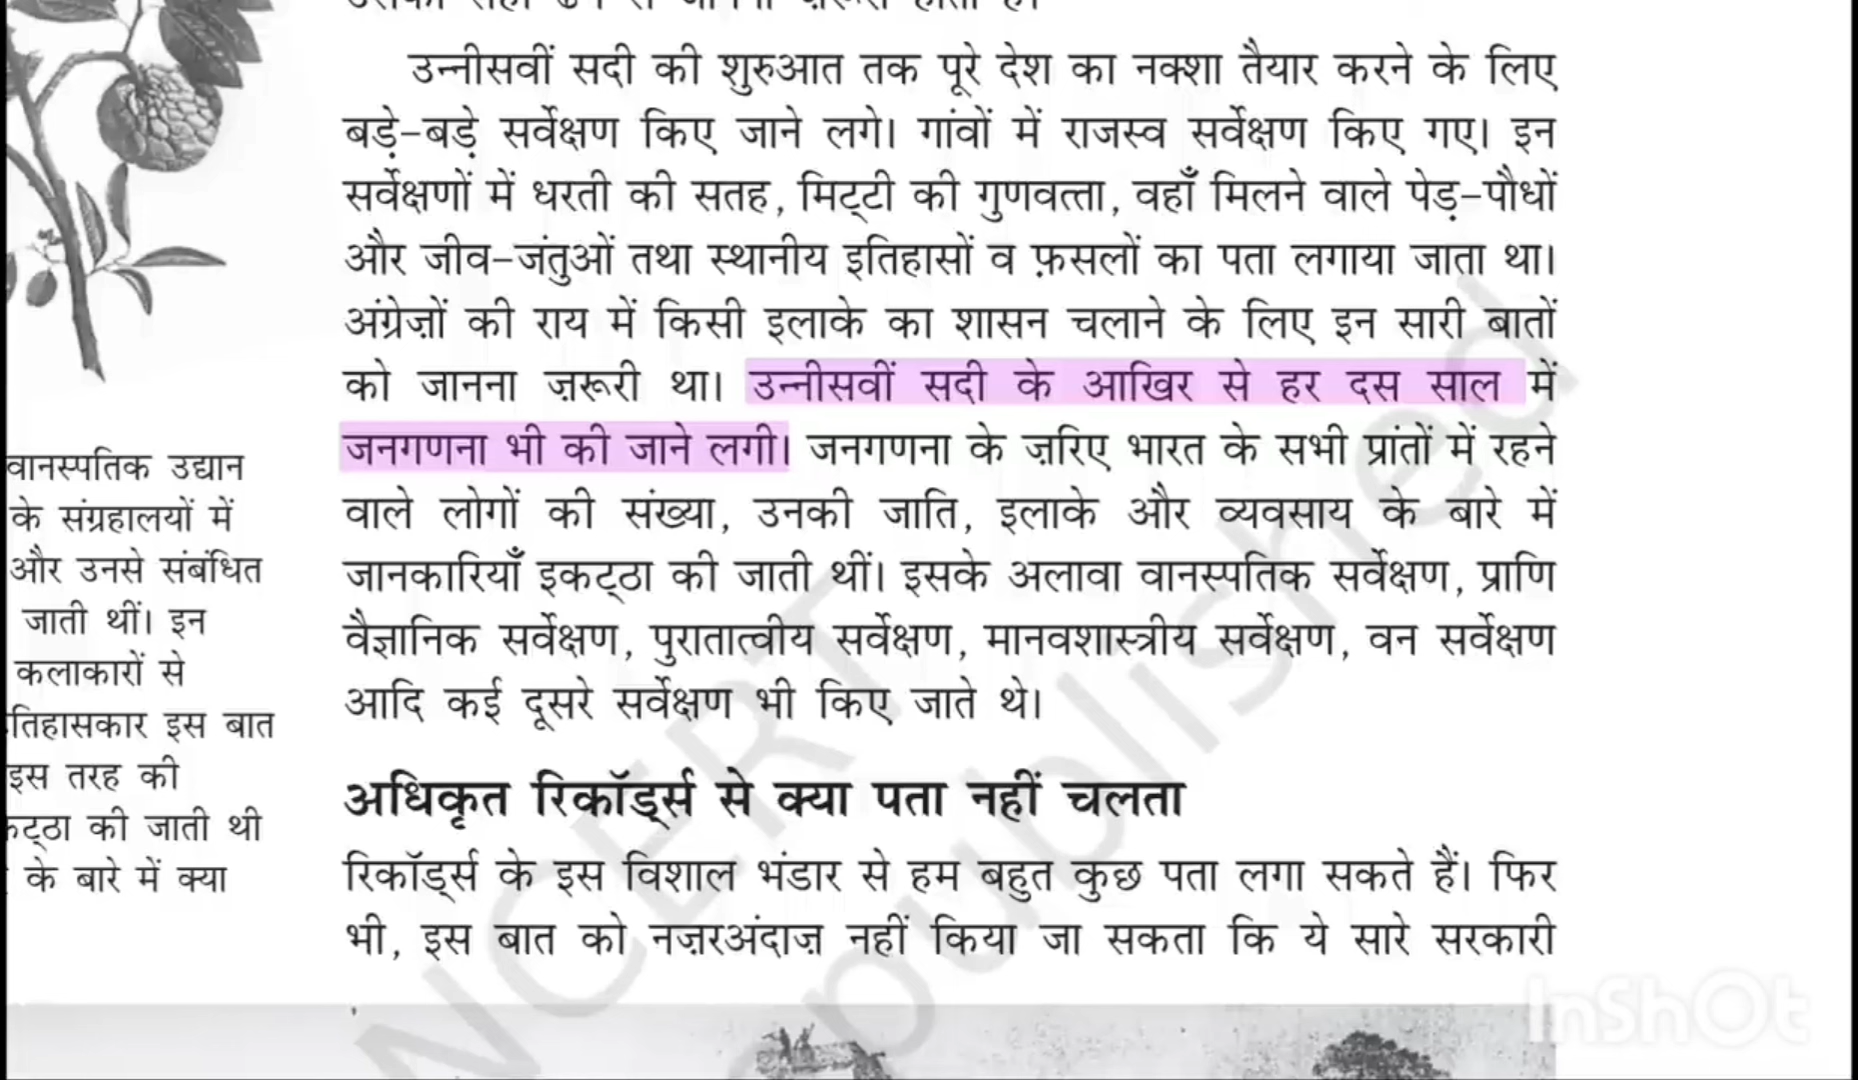 उन्नीसवीं सदी की शुरुआत तक पूरे देश का नक्शा तैयार करने के लिए
बड़े-बड़े सर्वेक्षण किए जाने लगे। गांवों में राजस्व सर्वेक्षण किए गए। इन
सर्वेक्षणों में धरती की सतह, मिट्टी की गुणवत्ता, वहाँ मिलने वाले पेड़-पौधों
और जीव-जंतुओं तथा स्थानीय इतिहासों व फ़सलों का पता लगाया जाता था।
अंग्रेज़ों की राय में किसी इलाके का शासन चलाने के लिए इन सारी बातों
को जानना ज़रूरी था। उन्नीसवीं सदी के आखिर से हर दस साल में
जनगणना भी की जाने लगी। जनगणना के ज़रिए भारत के सभी प्रांतों में रहने
वाले लोगों की संख्या, उनकी जाति, इलाके और व्यवसाय के बारे में
जानकारियाँ इकट्ठा की जाती थीं। इसके अलावा वानस्पतिक सर्वेक्षण, प्राणि
वैज्ञानिक सर्वेक्षण, पुरातात्वीय सर्वेक्षण, मानवशास्त्रीय सर्वेक्षण, वन सर्वेक्षण
आदि कई दूसरे सर्वेक्षण भी किए जाते थे।
अधिकृत रिकॉर्ड्स से क्या पता नहीं चलता
रिकॉर्ड्स के इस विशाल भंडार से हम बहुत कुछ पता लगा सकते हैं। फिर
भी, इस बात को नज़रअंदाज़ नहीं किया जा सकता कि ये सारे सरकारी
वानस्पतिक उद्यान
के संग्रहालयों में
और उनसे संबंधित
जाती थीं। इन
कलाकारों से
इस बात
इस तरह की
की जाती थी
के बारे में क्या
NCERT
published
InShOt